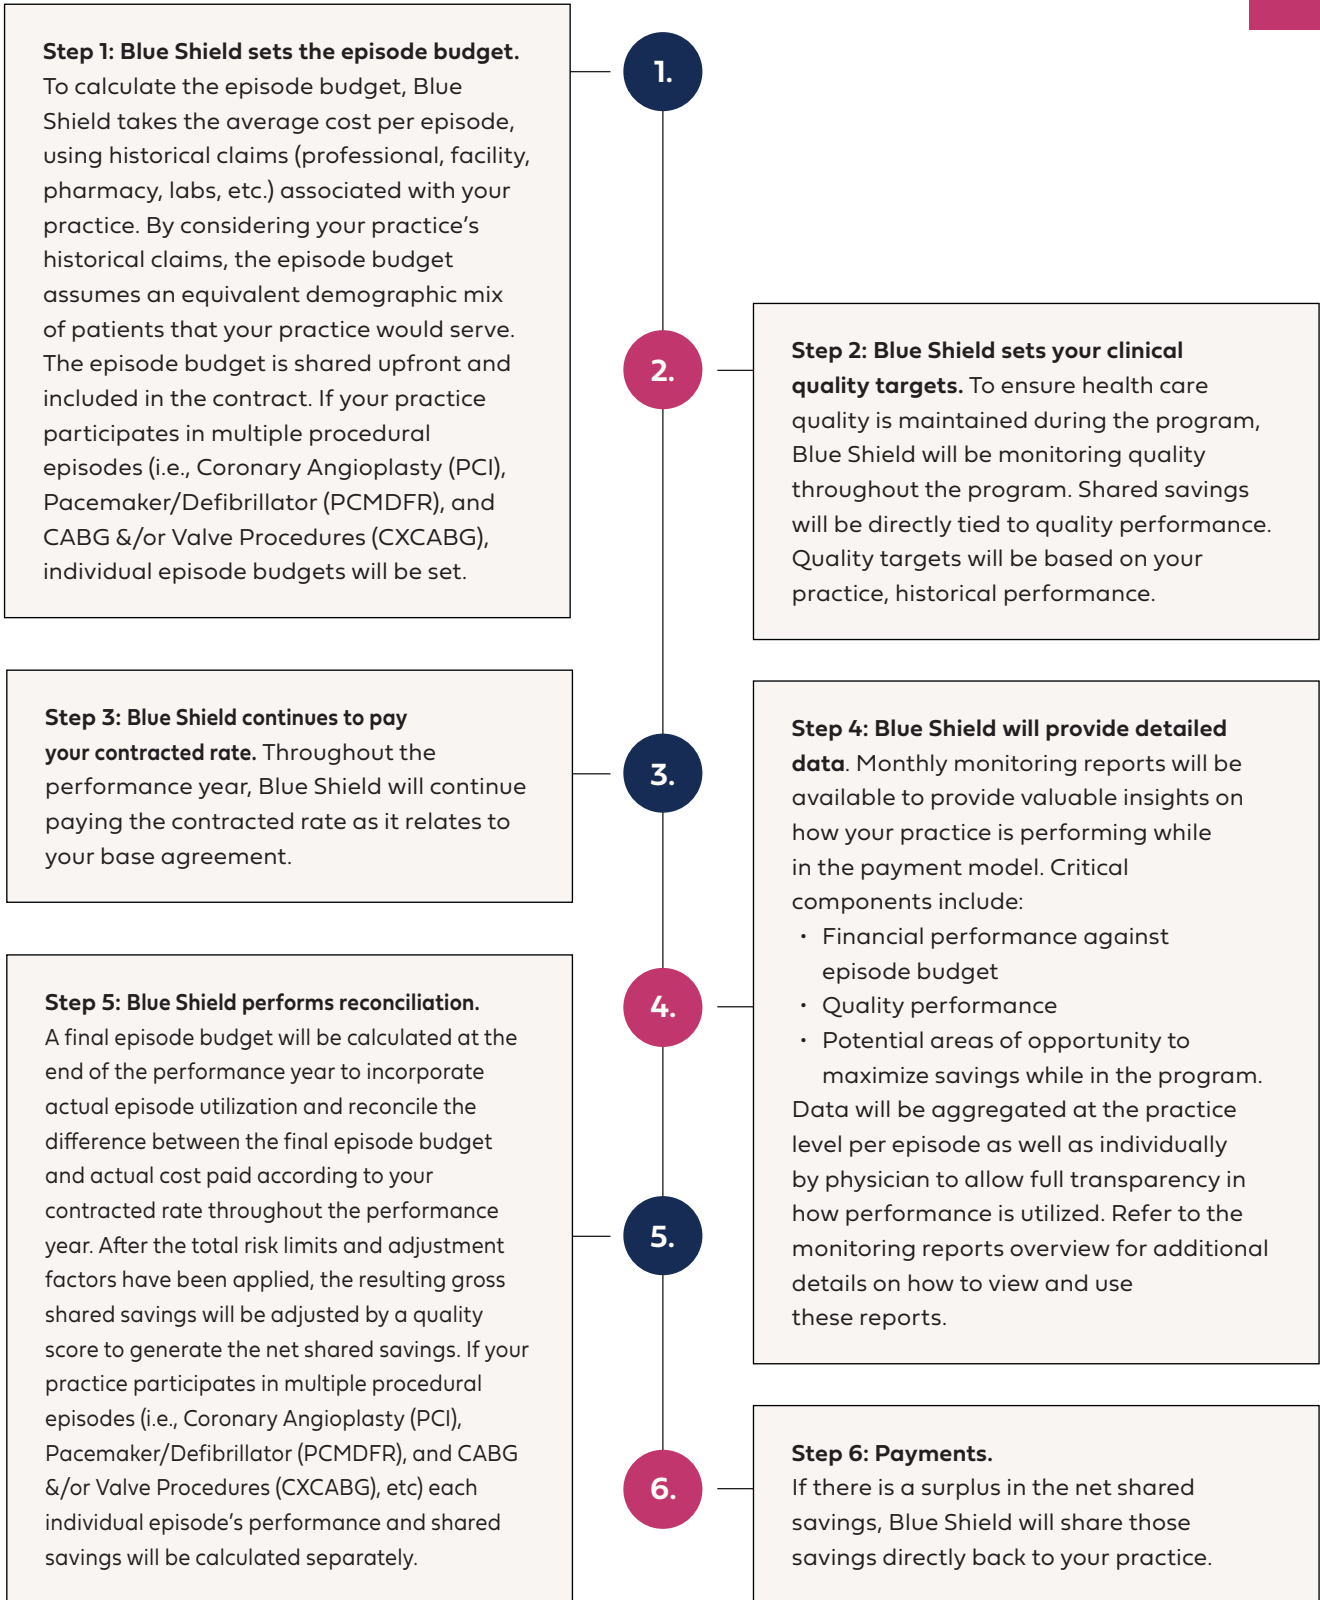 Step 1: Blue Shield sets the episode budget.
To calculate the episode budget, Blue
Shield takes the average cost per episode,
using historical claims (professional, facility,
pharmacy, labs, etc.) associated with your
practice. By considering your practice’s
historical claims, the episode budget
assumes an equivalent demographic mix
of patients that your practice would serve.
The episode budget is shared upfront and
included in the contract. If your practice
participates in multiple procedural
episodes (i.e., Coronary Angioplasty (PCI),
Pacemaker/Defibrillator (PCMDFR), and
CABG &/or Valve Procedures (CXCABG),
individual episode budgets will be set.
1.
2.
Step 2: Blue Shield sets your clinical
quality targets. To ensure health care
quality is maintained during the program,
Blue Shield will be monitoring quality
throughout the program. Shared savings
will be directly tied to quality performance.
Quality targets will be based on your
practice, historical performance.
Step 3: Blue Shield continues to pay
your contracted rate. Throughout the
performance year, Blue Shield will continue
paying the contracted rate as it relates to
your base agreement.
3.
4.
Step 4: Blue Shield will provide detailed
data. Monthly monitoring reports will be
available to provide valuable insights on
how your practice is performing while
in the payment model. Critical
components include:
• Financial performance against
episode budget
• Quality performance
• Potential areas of opportunity to
maximize savings while in the program.
Data will be aggregated at the practice
level per episode as well as individually
by physician to allow full transparency in
how performance is utilized. Refer to the
monitoring reports overview for additional
details on how to view and use
these reports.
Step 5: Blue Shield performs reconciliation.
A final episode budget will be calculated at the
end of the performance year to incorporate
actual episode utilization and reconcile the
difference between the final episode budget
and actual cost paid according to your
contracted rate throughout the performance
year. After the total risk limits and adjustment
factors have been applied, the resulting gross
shared savings will be adjusted by a quality
score to generate the net shared savings. If your
practice participates in multiple procedural
episodes (i.e., Coronary Angioplasty (PCI),
Pacemaker/Defibrillator (PCMDFR), and CABG
&/or Valve Procedures (CXCABG), etc) each
individual episode’s performance and shared
savings will be calculated separately.
5.
6.
Step 6: Payments.
If there is a surplus in the net shared
savings, Blue Shield will share those
savings directly back to your practice.